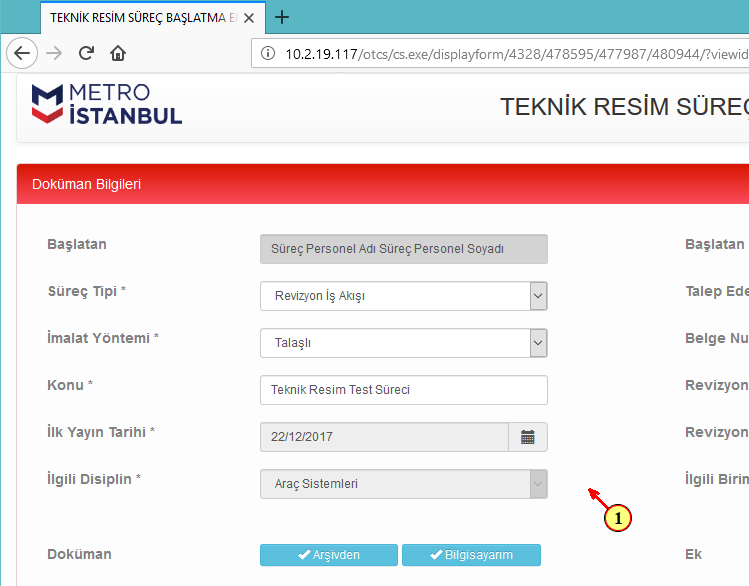 TEKNİK RESİM SÜREÇ BAŞLATMA E
10.2.19.117/otcs/cs.exe/displayform/4328/478595/477987/480944/?viewid
METRO
İSTANBUL
TEKNİK RESİM SÜREÇ
Doküman Bilgileri
Başlatan
Süreç Personel Adı Süreç Personel Soyadı
Başlatan
Süreç Tipi *
Revizyon İş Akışı
Talep Ede
İmalat Yöntemi *
Talaşlı
Belge Nu
Konu *
Teknik Resim Test Süreci
Revizyon
İlk Yayın Tarihi *
22/12/2017
Revizyon
İlgili Disiplin *
Araç Sistemleri
İlgili Birim
1
Doküman
Arşivden
Bilgisayarım
Ek